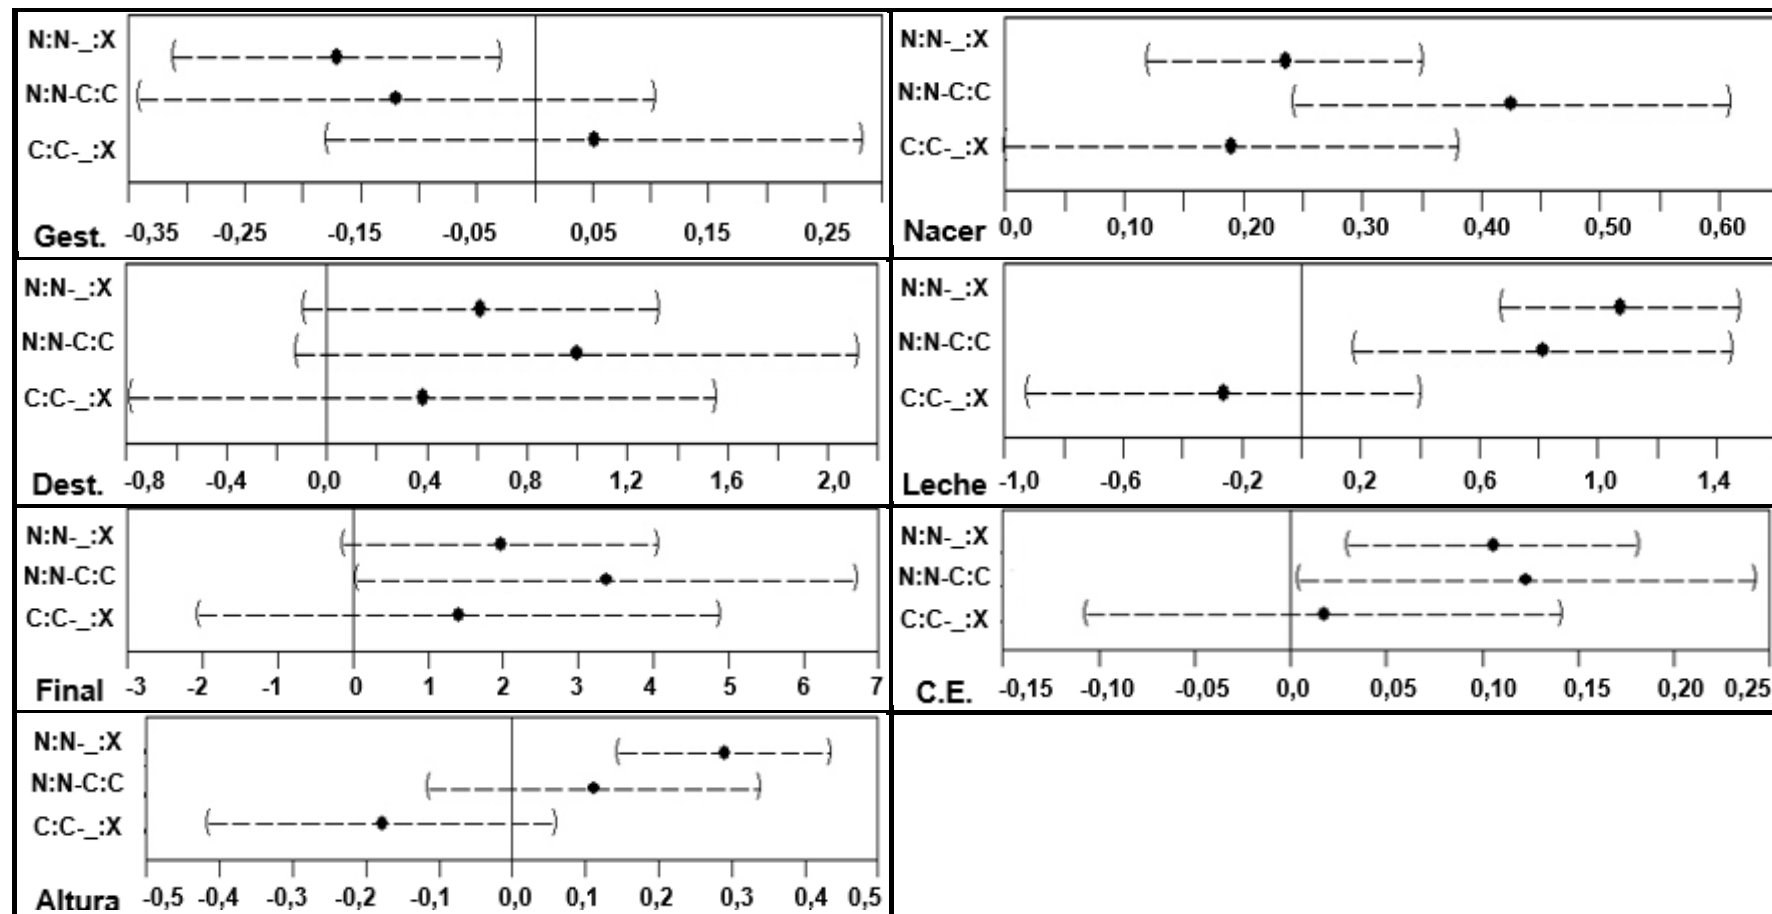 N:N-_:X
N:N-C:C
C:C-_:X
Gest. -0,35 -0,25 -0,15 -0,05 0,05 0,15 0,25
N:N-_:X
N:N-C:C
C:C-_:X
Nacer 0,0 0,10 0,20 0,30 0,40 0,50 0,60
N:N-_:X
N:N-C:C
C:C-_:X
Dest. -0,8 -0,4 0,0 0,4 0,8 1,2 1,6 2,0
N:N-_:X
N:N-C:C
C:C-_:X
Leche -1,0 -0,6 -0,2 0,2 0,6 1,0 1,4
N:N-_:X
N:N-C:C
C:C-_:X
Final -3 -2 -1 0 1 2 3 4 5 6 7
N:N-_:X
N:N-C:C
C:C-_:X
C.E. -0,15 -0,10 -0,05 0,0 0,05 0,10 0,15 0,20 0,25
N:N-_:X
N:N-C:C
C:C-_:X
Altura -0,5 -0,4 -0,3 -0,2 -0,1 0,0 0,1 0,2 0,3 0,4 0,5